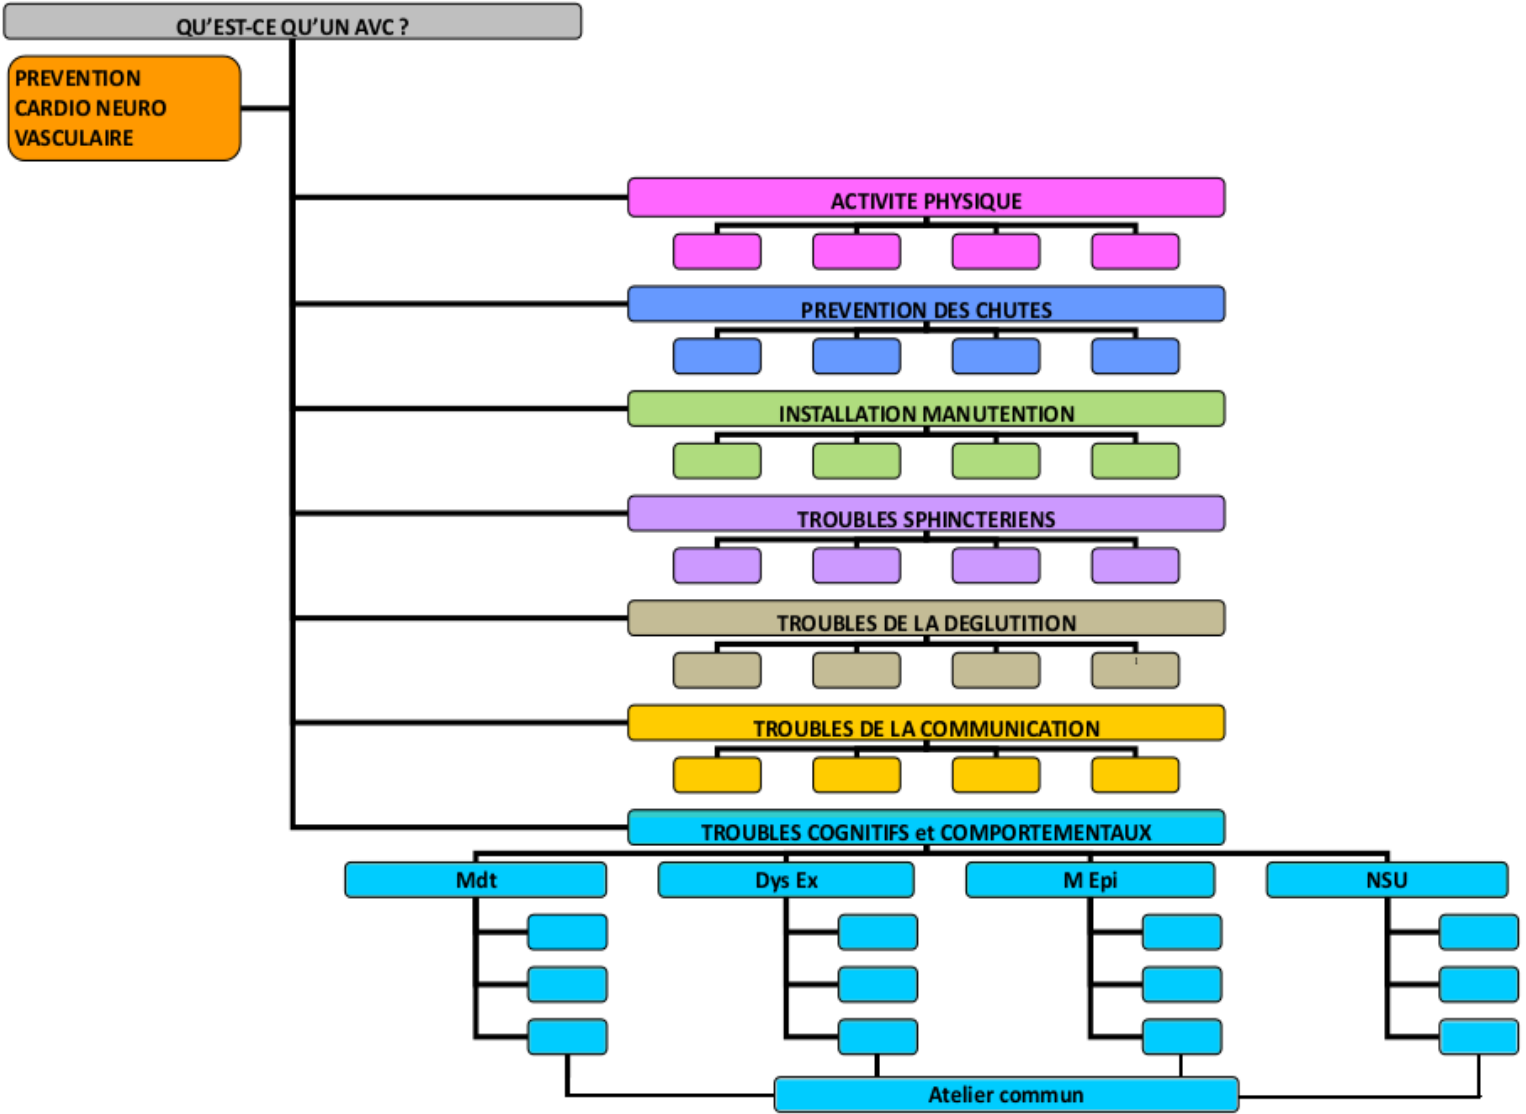 QU’EST-CE QU’UN AVC ?
PREVENTION
CARDIO NEURO
VASCULAIRE
ACTIVITE PHYSIQUE
PREVENTION DES CHUTES
INSTALLATION MANUTENTION
TROUBLES SPHINCTERIENS
TROUBLES DE LA DEGLUTITION
1
TROUBLES DE LA COMMUNICATION
TROUBLES COGNITIFS et COMPORTEMENTAUX
Mdt
Dys Ex
M Epi
NSU
Atelier commun